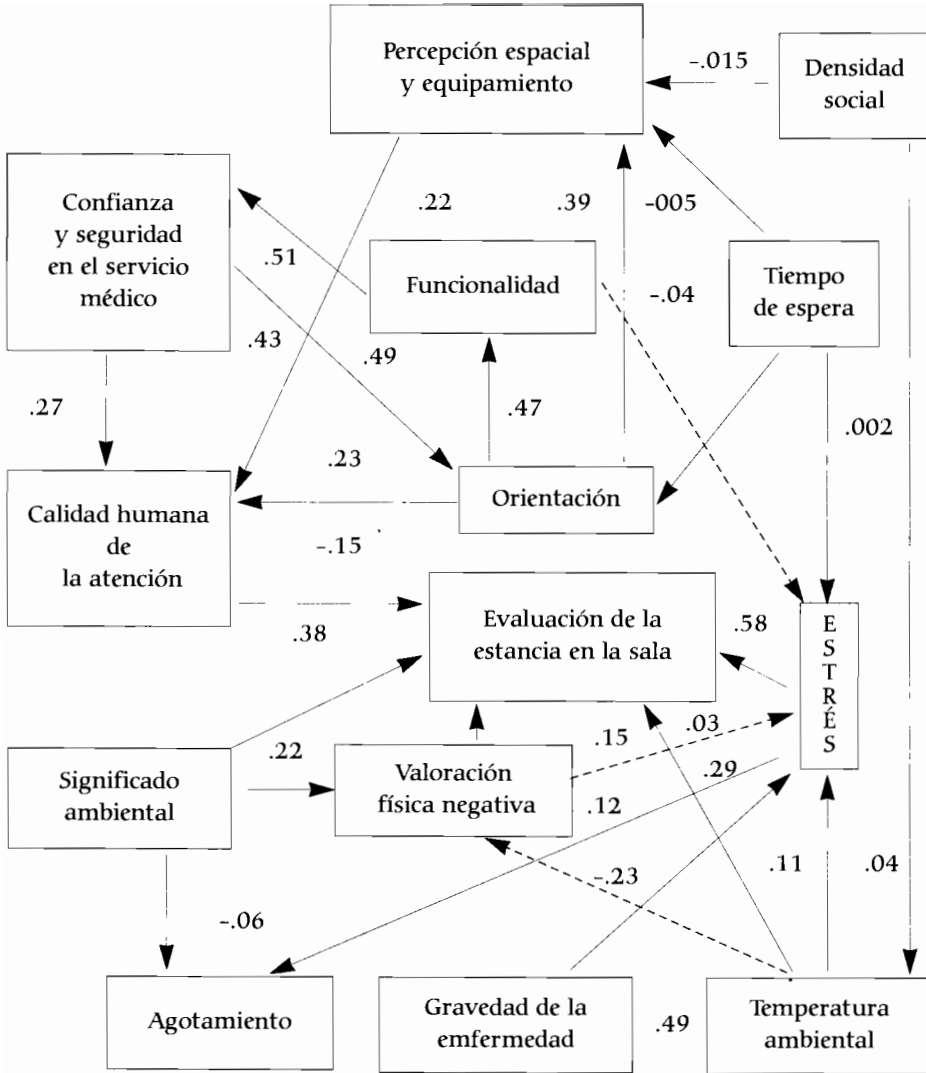 Percepción espacial
y equipamiento
-.015
Densidad
social
Confianza
y seguridad
en el servicio
médico
.22
.39
-005
.51
Funcionalidad
-.04
Tiempo
de espera
.43
.49
.27
.47
.002
.23
Orientación
Calidad humana
de
la atención
-.15
.38
Evaluación de la
estancia en la sala
.58
E
S
T
R
É
S
.22
.15
.03
Significado
ambiental
Valoración
física negativa
.29
.12
-.23
.11
.04
-.06
Agotamiento
Gravedad de la
emfermedad
.49
Temperatura
ambiental